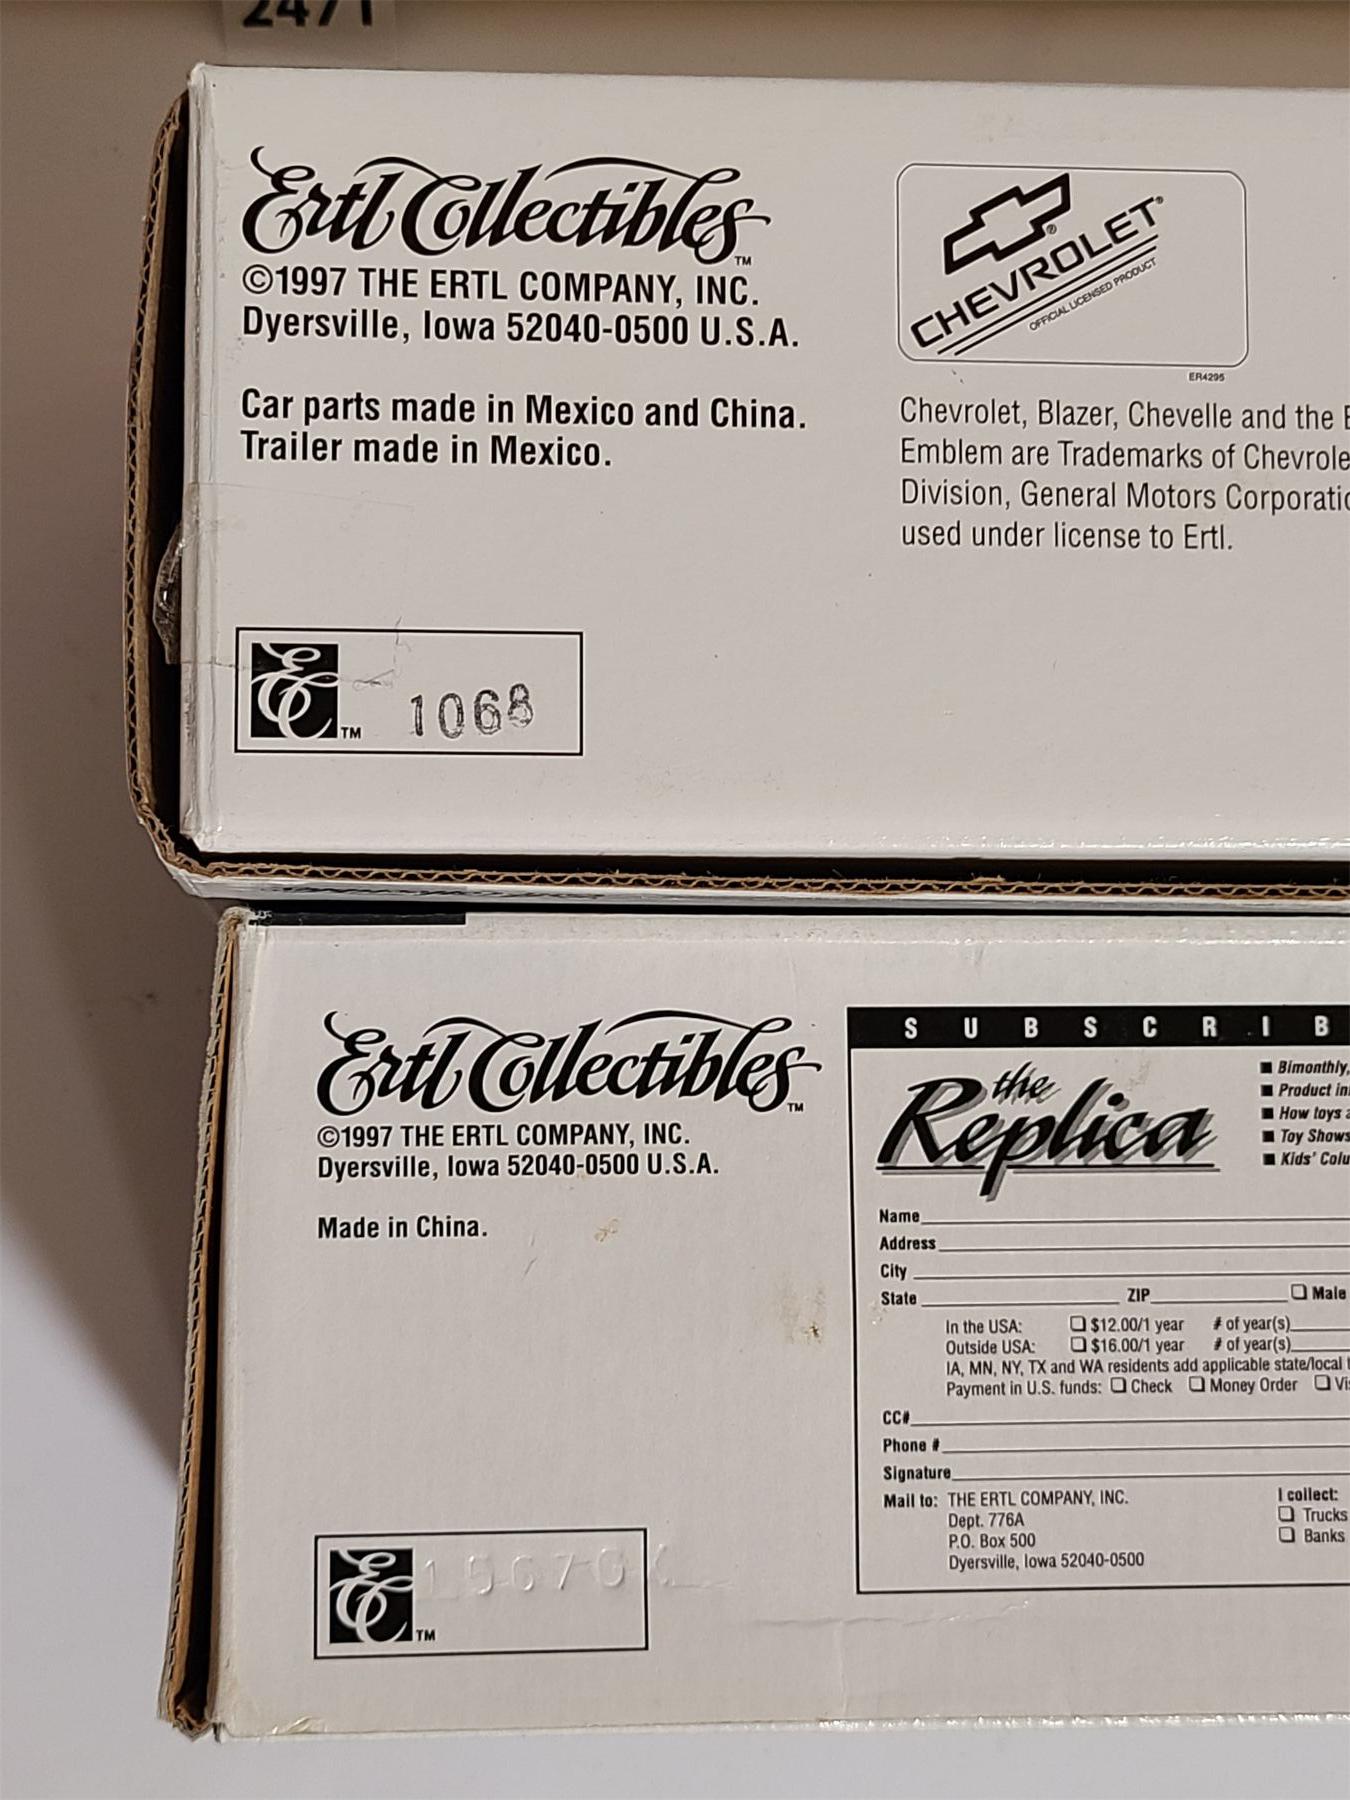 2471
Ertl Collectibles™
©1997 THE ERTL COMPANY, INC.
Dyersville, Iowa 52040-0500 U.S.A.
Car parts made in Mexico and China.
Trailer made in Mexico.
™ 1068
CHEVROLET®
OFFICIAL LICENSED PRODUCT
ER4295
Chevrolet, Blazer, Chevelle and the
Emblem are Trademarks of Chevrole
Division, General Motors Corporatio
used under license to Ertl.
Ertl Collectibles™
©1997 THE ERTL COMPANY, INC.
Dyersville, Iowa 52040-0500 U.S.A.
Made in China.
™
SUBSCRIB
the Replica
■ Bimonthly,
■ Product in
■ How toys
■ Toy Shows
■ Kids' Colu
Name
Address
City
State ZIP ❏ Male
In the USA: ❏ $12.00/1 year # of year(s)
Outside USA: ❏ $16.00/1 year # of year(s)
IA, MN, NY, TX and WA residents add applicable state/local
Payment in U.S. funds: ❏ Check ❏ Money Order ❏ Vi
CC#
Phone #
Signature
Mail to: THE ERTL COMPANY, INC.
Dept. 776A
P.O. Box 500
Dyersville, Iowa 52040-0500
I collect:
❏ Trucks
❏ Banks